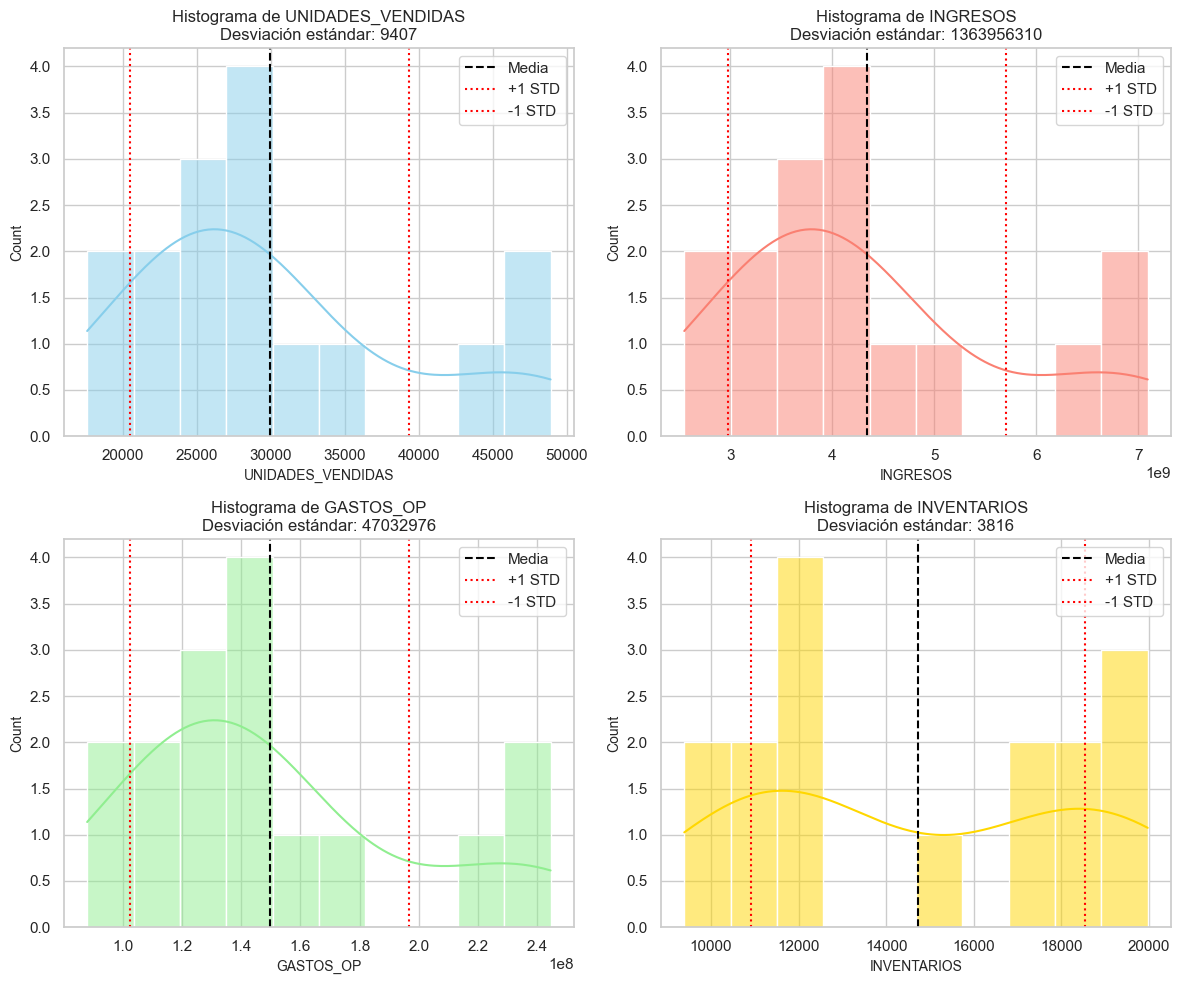 Histograma de UNIDADES_VENDIDAS
Desviación estándar: 9407
Media
+1 STD
-1 STD
4.0
3.5
3.0
2.5
2.0
1.5
1.0
0.5
0.0
Count
20000 25000 30000 35000 40000 45000 50000
UNIDADES_VENDIDAS
Histograma de INGRESOS
Desviación estándar: 1363956310
Media
+1 STD
-1 STD
4.0
3.5
3.0
2.5
2.0
1.5
1.0
0.5
0.0
Count
3 4 5 6 7
1e9
INGRESOS
Histograma de GASTOS_OP
Desviación estándar: 47032976
Media
+1 STD
-1 STD
4.0
3.5
3.0
2.5
2.0
1.5
1.0
0.5
0.0
Count
1.0 1.2 1.4 1.6 1.8 2.0 2.2 2.4
1e8
GASTOS_OP
Histograma de INVENTARIOS
Desviación estándar: 3816
Media
+1 STD
-1 STD
4.0
3.5
3.0
2.5
2.0
1.5
1.0
0.5
0.0
Count
10000 12000 14000 16000 18000 20000
INVENTARIOS